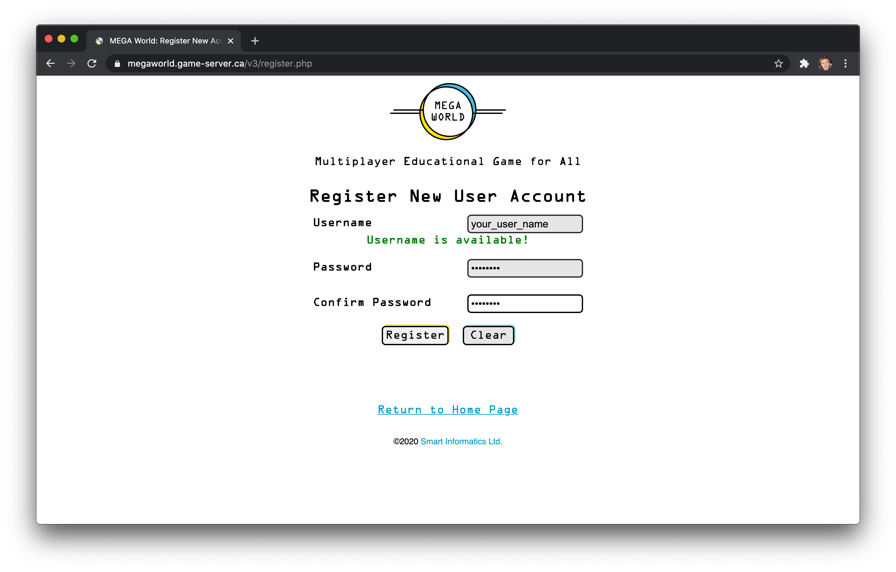 MEGA World: Register New Ac
megaworld.game-server.ca/v3/register.php
MEGA
WORLD
Multiplayer Educational Game for All
Register New User Account
Username your_user_name
Username is available!
Password ••••••••
Confirm Password ••••••••
Register Clear
Return to Home Page
©2020 Smart Informatics Ltd.